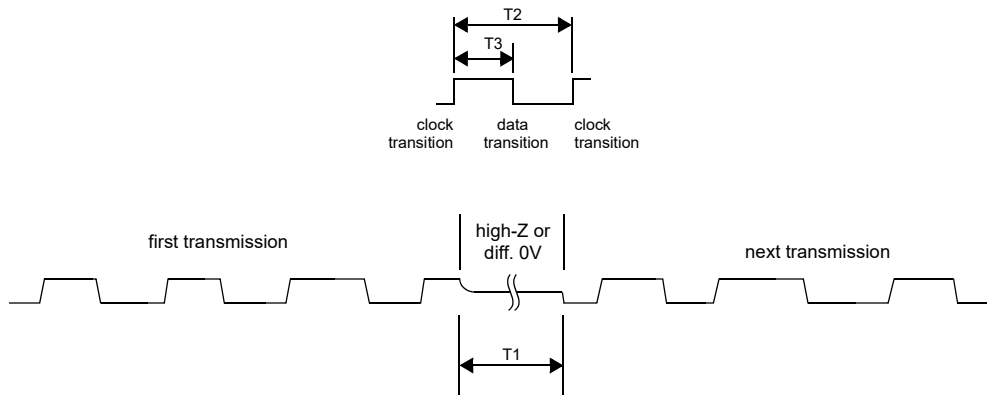 T2
T3
clock
transition
data
transition
clock
transition
first transmission
high-Z or
diff. 0V
next transmission
T1